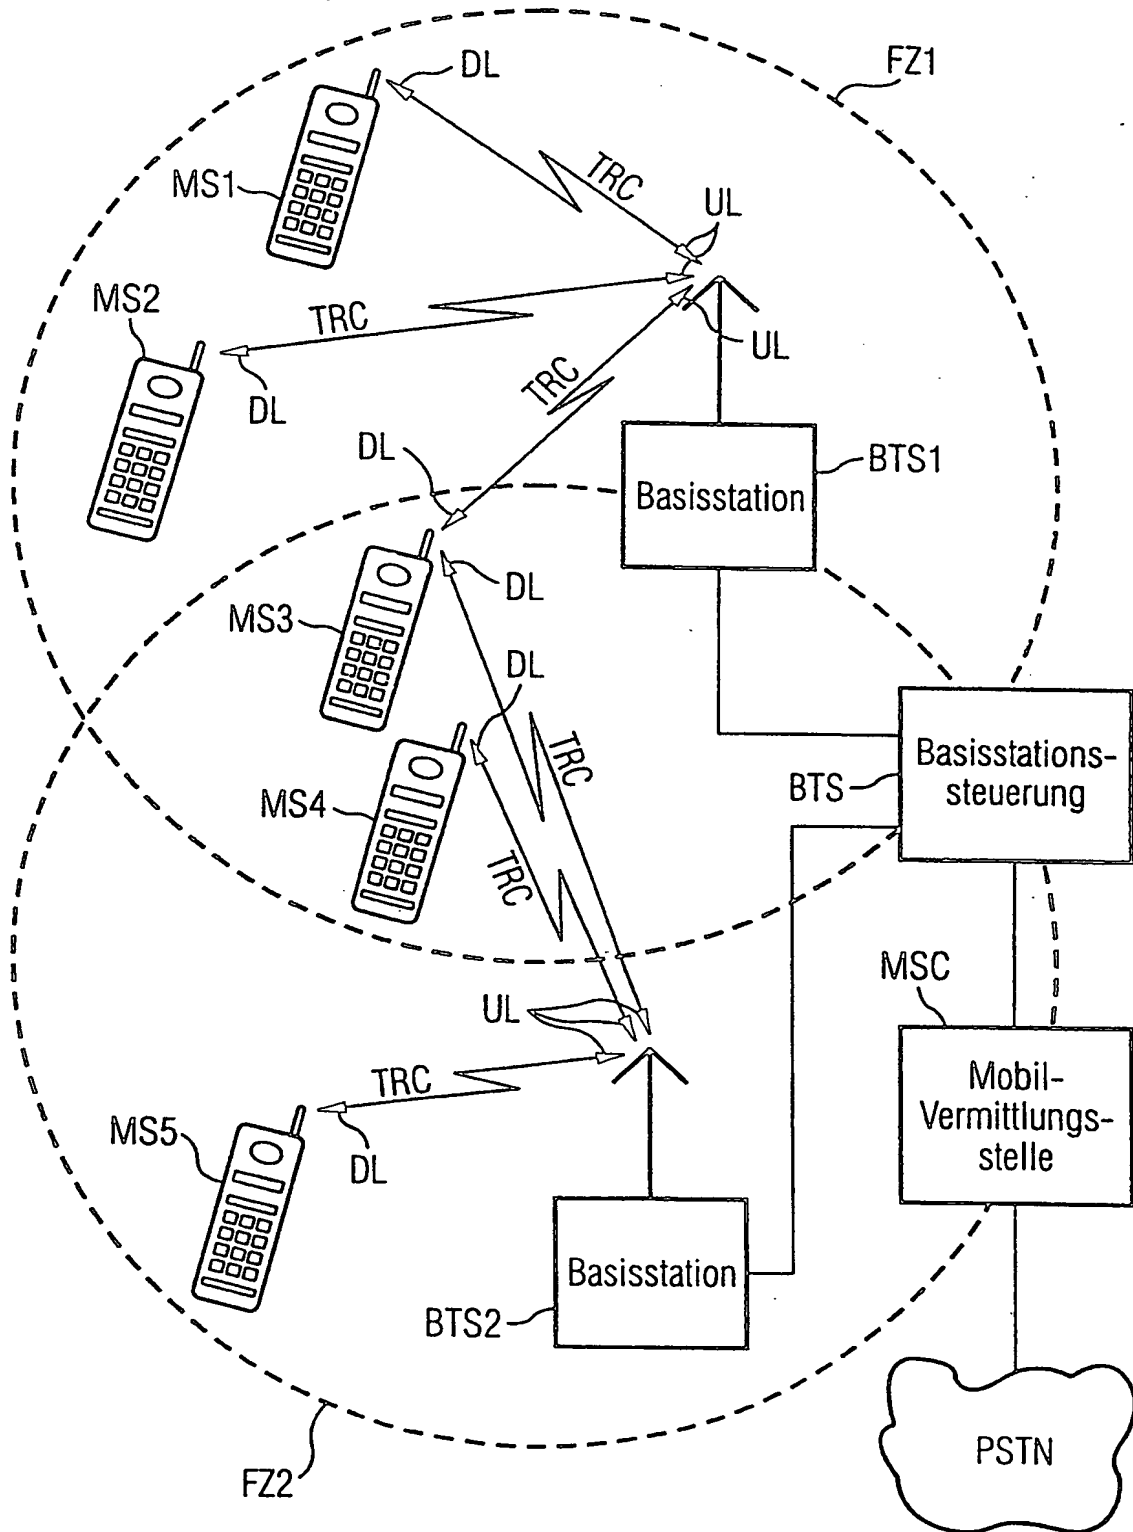 DL
FZ1
TRC
MS1
UL
MS2
TRC
DL
UL
TRC
DL
BTS1
Basisstation
DL
MS3
DL
TRC
Basisstations-
steuerung
BTS
MS4
TRC
MSC
UL
Mobil-
Vermittlungs-
stelle
TRC
MS5
DL
Basisstation
BTS2
PSTN
FZ2